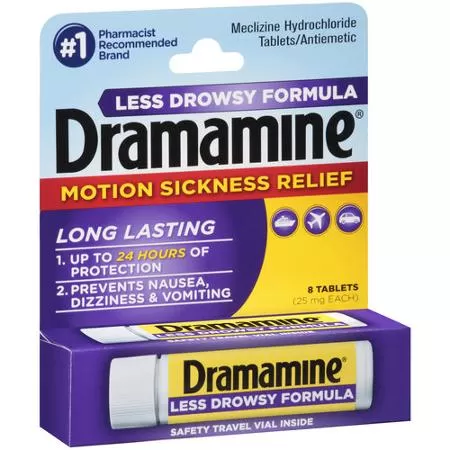 #1 Pharmacist
Recommended
Brand
Meclizine Hydrochloride
Tablets/Antiemetic
LESS DROWSY FORMULA
Dramamine®
MOTION SICKNESS RELIEF
LONG LASTING
1. UP TO 24 HOURS OF
PROTECTION
2. PREVENTS NAUSEA,
DIZZINESS & VOMITING
8 TABLETS
(25 mg EACH)
Dramamine®
LESS DROWSY FORMULA
SAFETY TRAVEL VIAL INSIDE